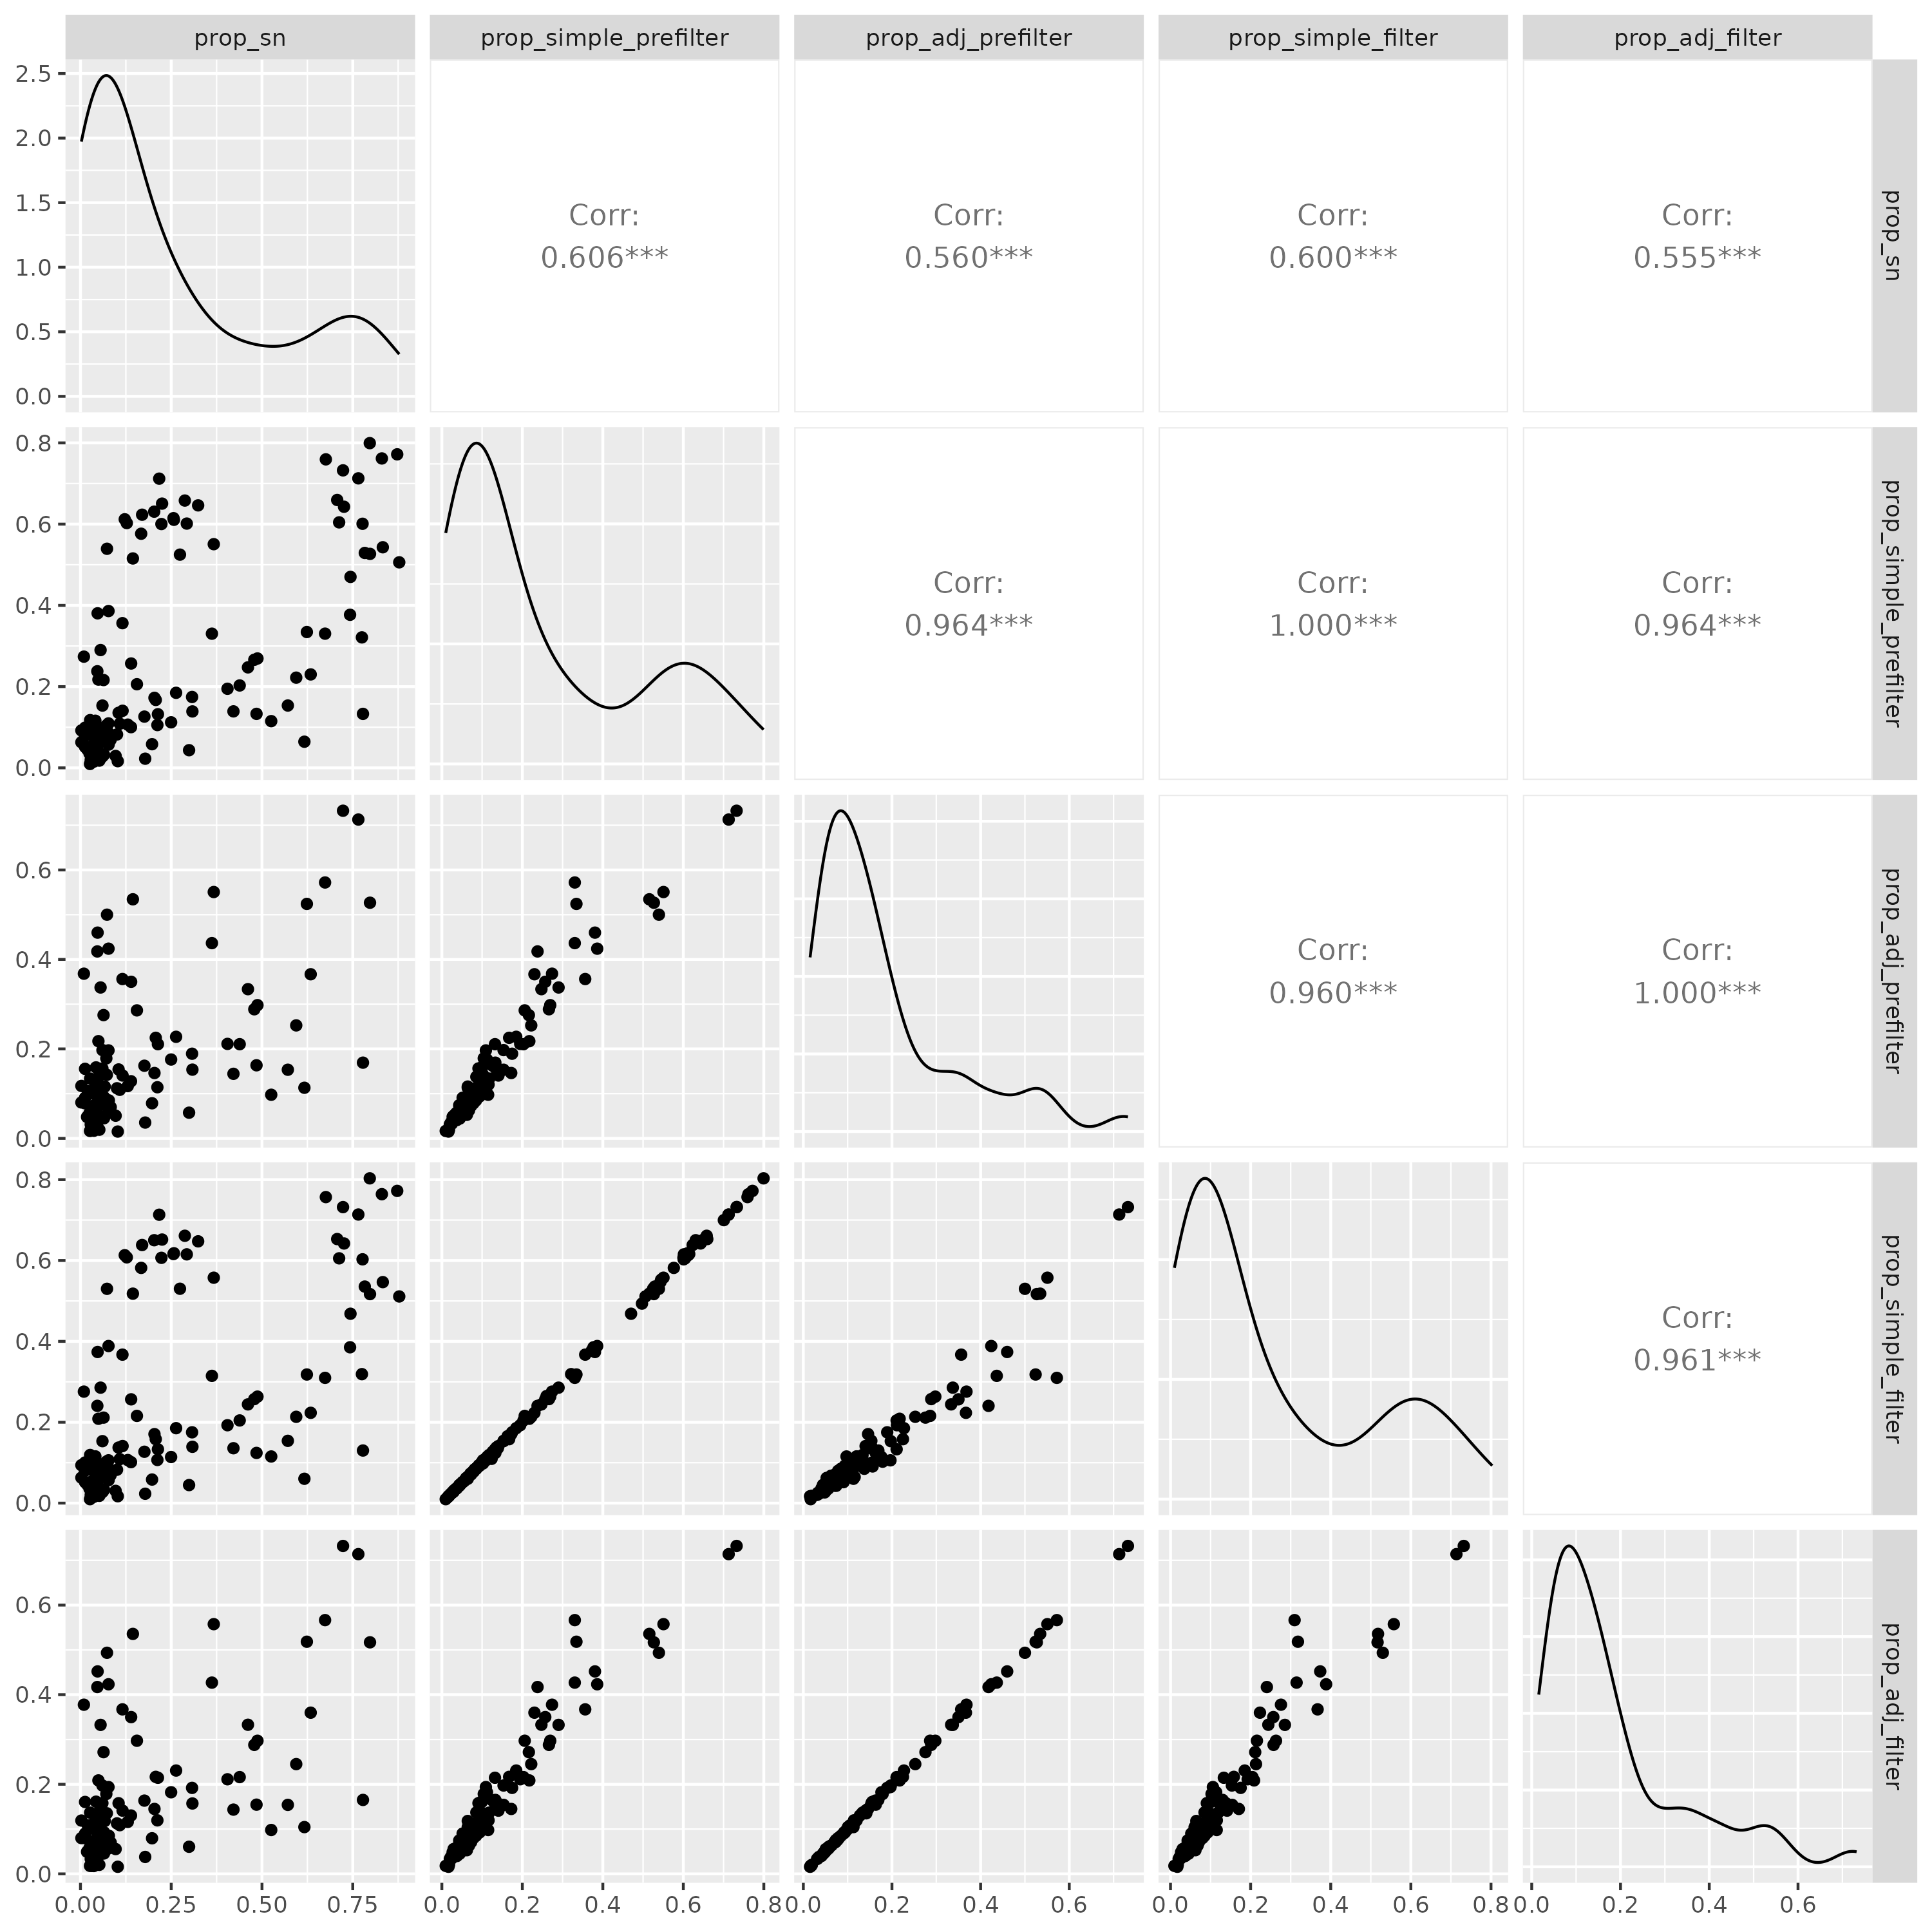 prop_sn
prop_simple_prefilter
prop_adj_prefilter
prop_simple_filter
prop_adj_filter
2.5
2.0
1.5
1.0
0.5
0.0
Corr:
0.606***
Corr:
0.560***
Corr:
0.600***
Corr:
0.555***
prop_sn
0.8
0.6
0.4
0.2
0.0
Corr:
0.964***
Corr:
1.000***
Corr:
0.964***
prop_simple_prefilter
0.6
0.4
0.2
0.0
Corr:
0.960***
Corr:
1.000***
prop_adj_prefilter
0.8
0.6
0.4
0.2
0.0
Corr:
0.961***
prop_simple_filter
0.6
0.4
0.2
0.0
prop_adj_filter
0.00 0.25 0.50 0.75
0.0 0.2 0.4 0.6 0.8
0.0 0.2 0.4 0.6
0.0 0.2 0.4 0.6 0.8
0.0 0.2 0.4 0.6